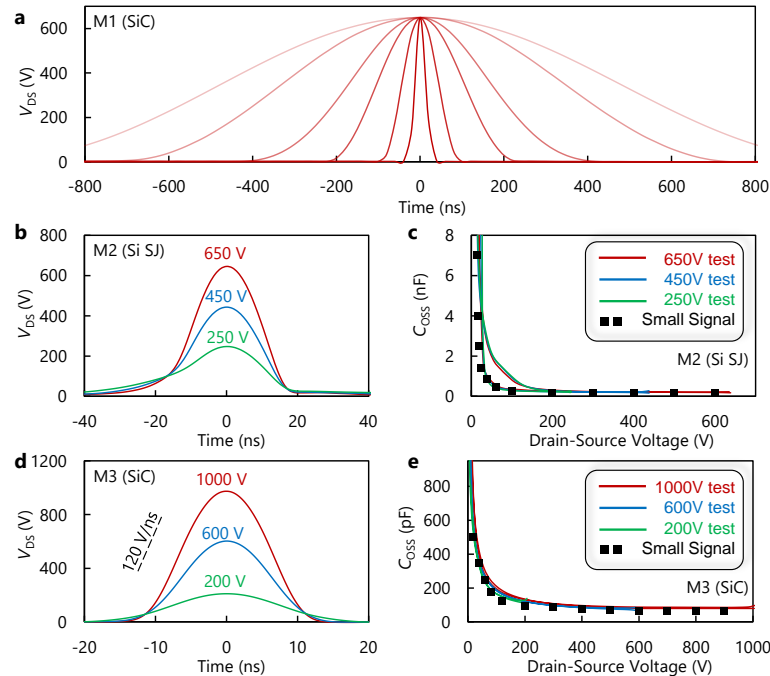 a
M1 (SiC)
600
400
200
0
V_DS (V)
-800
-600
-400
-200
0
200
400
600
800
Time (ns)
b
M2 (Si SJ)
800
600
400
200
0
V_DS (V)
650 V
450 V
250 V
-40
-20
0
20
40
Time (ns)
c
8
6
4
2
0
C_OSS (nF)
650V test
450V test
250V test
Small Signal
M2 (Si SJ)
0
200
400
600
Drain-Source Voltage (V)
d
M3 (SiC)
1200
800
400
0
V_DS (V)
1000 V
600 V
200 V
120 V/ns
-20
-10
0
10
20
Time (ns)
e
800
600
400
200
0
C_OSS (pF)
1000V test
600V test
200V test
Small Signal
M3 (SiC)
0
200
400
600
800
1000
Drain-Source Voltage (V)